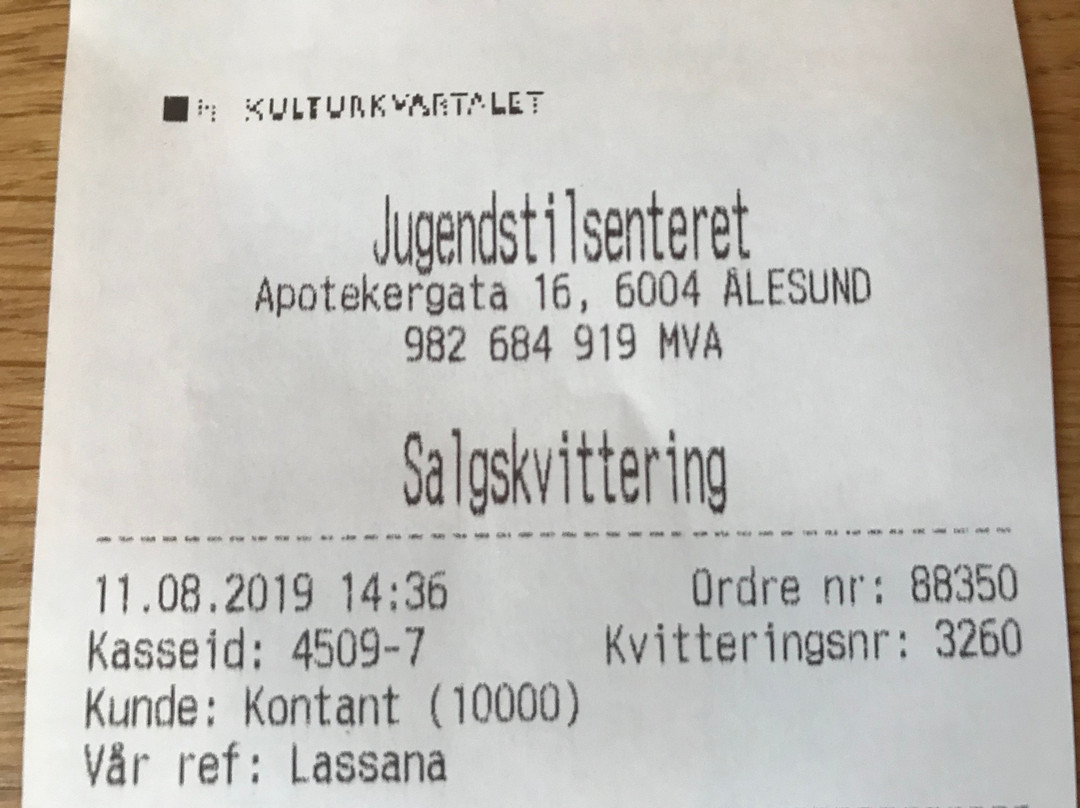 KULTURKVARTALET
Jugendstilsenteret
Apotekergata 16, 6004 ÅLESUND
982 684 919 MVA
Salgskvittering
11.08.2019 14:36 Ordre nr: 88350
Kasseid: 4509-7 Kvitteringsnr: 3260
Kunde: Kontant (10000)
Vår ref: Lassana